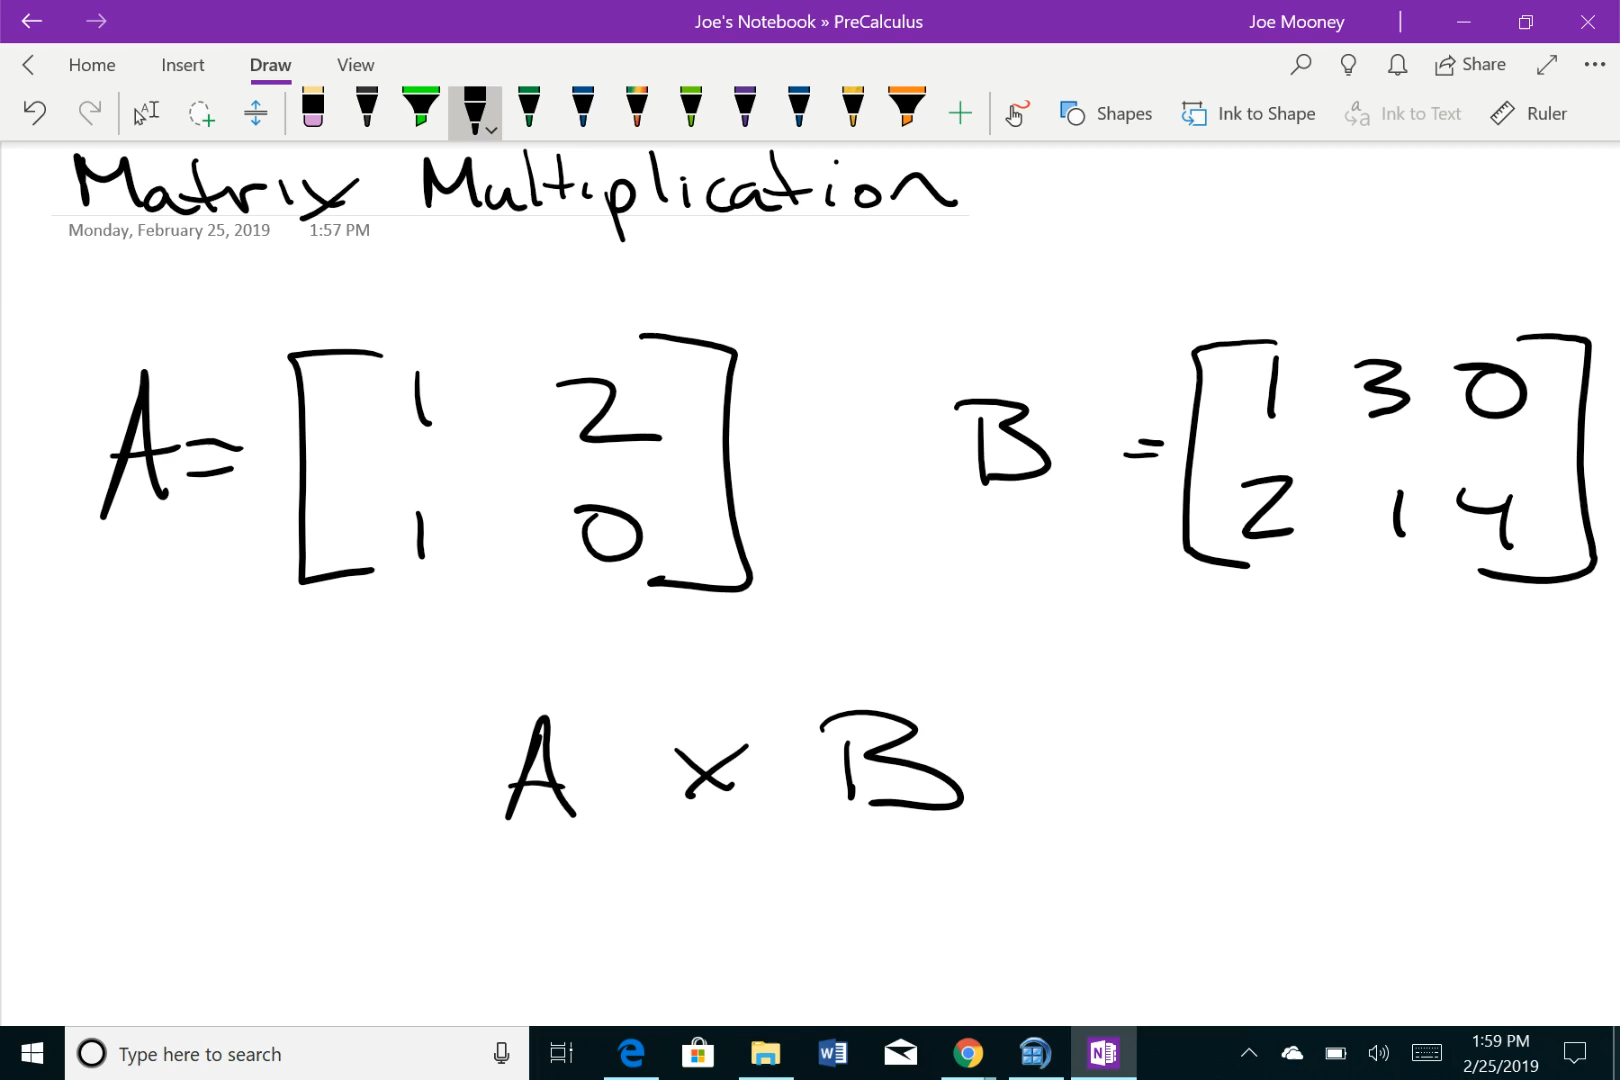 Joe's Notebook » PreCalculus
Joe Mooney
Home Insert Draw View
Share
Shapes Ink to Shape Ink to Text Ruler
Matrix Multiplication
Monday, February 25, 2019 1:57 PM
A= [ 1 2
1 0 ]
B = [ 1 3 0
2 1 4 ]
A × B
Type here to search
1:59 PM
2/25/2019